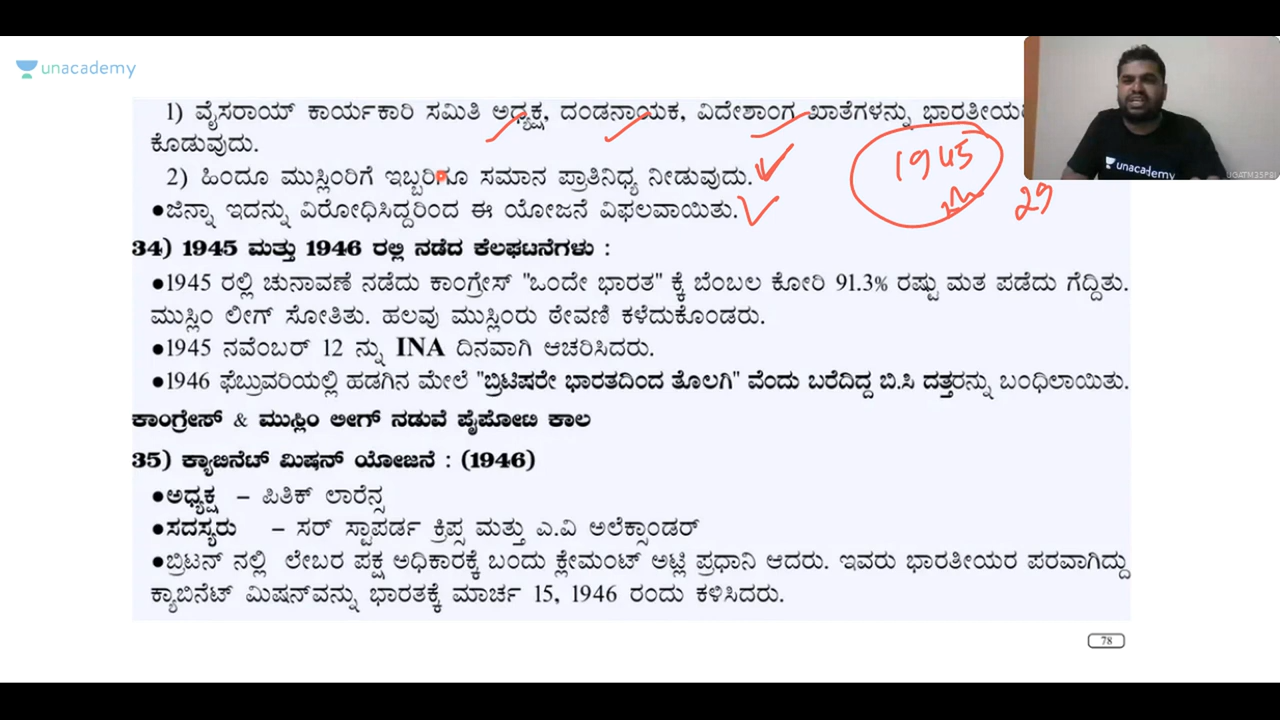 unacademy
1) ವೈಸರಾಯ್ ಕಾರ್ಯಕಾರಿ ಸಮಿತಿ ಅಧ್ಯಕ್ಷ, ದಂಡನಾಯಕ, ವಿದೇಶಾಂಗ ಖಾತೆಗಳನ್ನು
ಕೊಡುವುದು.
2) ಹಿಂದೂ ಮುಸ್ಲಿಂರಿಗೆ ಇಬ್ಬರಿಗೂ ಸಮಾನ ಪ್ರಾತಿನಿಧ್ಯ ನೀಡುವುದು.
1945
29
●ಜಿನ್ನಾ ಇದನ್ನು ವಿರೋಧಿಸಿದ್ದರಿಂದ ಈ ಯೋಜನೆ ವಿಫಲವಾಯಿತು.
34) 1945 ಮತ್ತು 1946 ರಲ್ಲಿ ನಡೆದ ಕೆಲಘಟನೆಗಳು :
●1945 ರಲ್ಲಿ ಚುನಾವಣೆ ನಡೆದು ಕಾಂಗ್ರೇಸ್ "ಒಂದೇ ಭಾರತ" ಕ್ಕೆ ಬೆಂಬಲ ಕೋರಿ 91.3% ರಷ್ಟು ಮತ ಪಡೆದು ಗೆದ್ದಿತು.
ಮುಸ್ಲಿಂ ಲೀಗ್ ಸೋತಿತು. ಹಲವು ಮುಸ್ಲಿಂರು ಠೇವಣಿ ಕಳೆದುಕೊಂಡರು.
●1945 ನವೆಂಬರ್ 12 ನ್ನು INA ದಿನವಾಗಿ ಆಚರಿಸಿದರು.
●1946 ಫೆಬ್ರುವರಿಯಲ್ಲಿ ಹಡಗಿನ ಮೇಲೆ "ಬ್ರಿಟಿಷರೇ ಭಾರತದಿಂದ ತೊಲಗಿ" ವೆಂದು ಬರೆದಿದ್ದ ಬಿ.ಸಿ ದತ್ತರನ್ನು ಬಂಧಿಲಾಯಿತು.
ಕಾಂಗ್ರೇಸ್ & ಮುಸ್ಲಿಂ ಲೀಗ್ ನಡುವೆ ಪೈಪೋಟಿ ಕಾಲ
35) ಕ್ಯಾಬಿನೆಟ್ ಮಿಷನ್ ಯೋಜನೆ : (1946)
●ಅಧ್ಯಕ್ಷ – ಪಿತಿಕ್ ಲಾರೆನ್ಸ
●ಸದಸ್ಯರು – ಸರ್ ಸ್ಟಾಪರ್ಡ ಕ್ರಿಪ್ಸ ಮತ್ತು ಎ.ವಿ ಅಲೆಕ್ಸಾಂಡರ್
●ಬ್ರಿಟನ್ ನಲ್ಲಿ ಲೇಬರ ಪಕ್ಷ ಅಧಿಕಾರಕ್ಕೆ ಬಂದು ಕ್ಲೇಮಂಟ್ ಅಟ್ಲಿ ಪ್ರಧಾನಿ ಆದರು. ಇವರು ಭಾರತೀಯರ ಪರವಾಗಿದ್ದು
ಕ್ಯಾಬಿನೆಟ್ ಮಿಷನ್‌ವನ್ನು ಭಾರತಕ್ಕೆ ಮಾರ್ಚ 15, 1946 ರಂದು ಕಳಿಸಿದರು.
78
unacademy